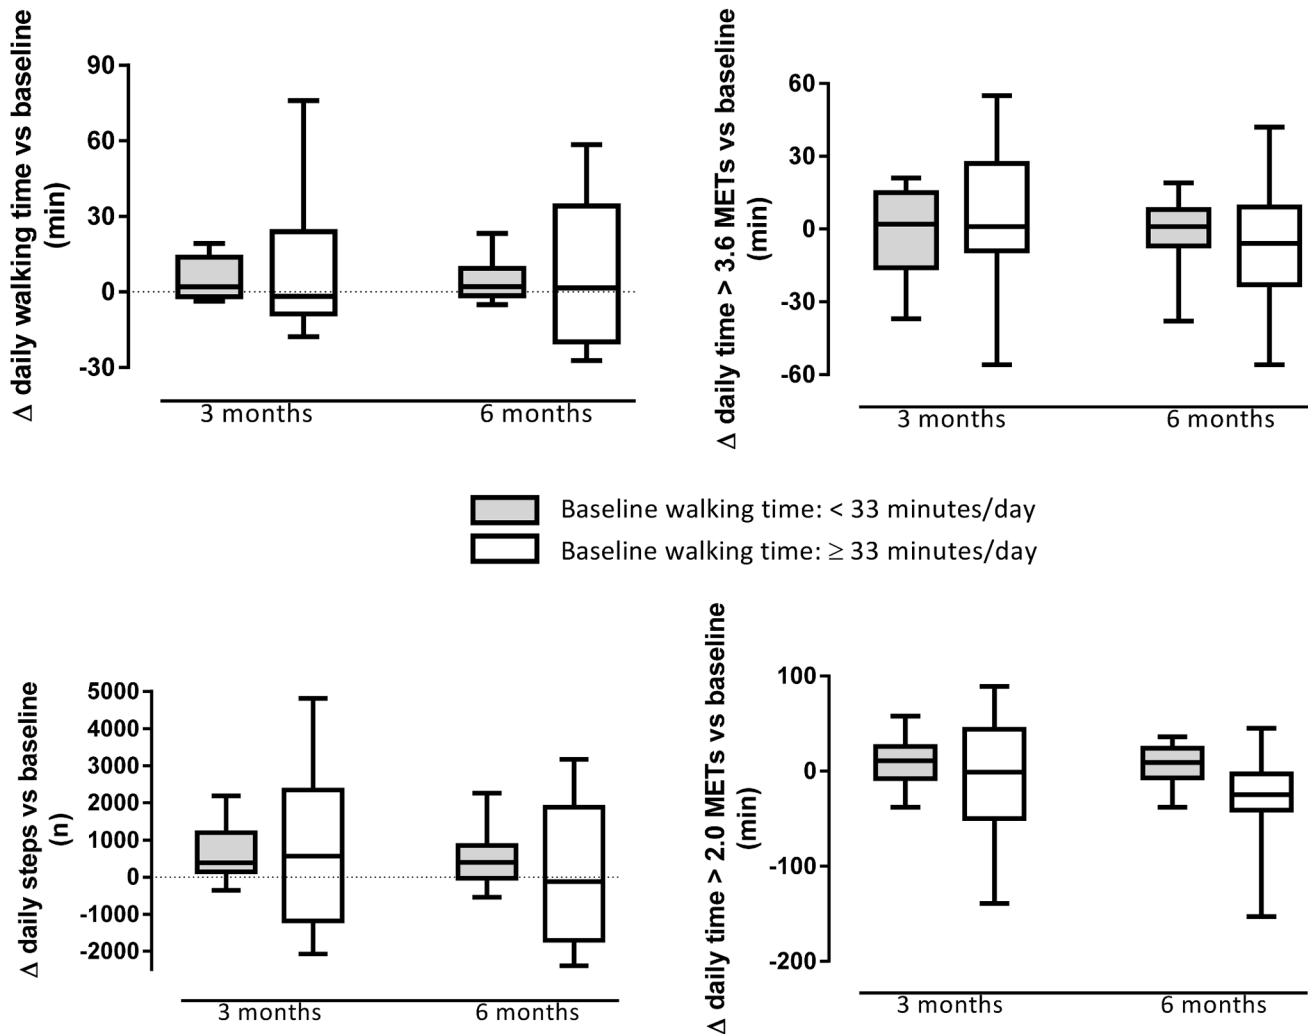 Δ daily walking time vs baseline
(min)
90
60
30
0
-30
3 months
6 months
Δ daily time > 3.6 METs vs baseline
(min)
60
30
0
-30
-60
3 months
6 months
Baseline walking time: < 33 minutes/day
Baseline walking time: ≥ 33 minutes/day
Δ daily steps vs baseline
(n)
5000
4000
3000
2000
1000
0
-1000
-2000
3 months
6 months
Δ daily time > 2.0 METs vs baseline
(min)
100
0
-100
-200
3 months
6 months